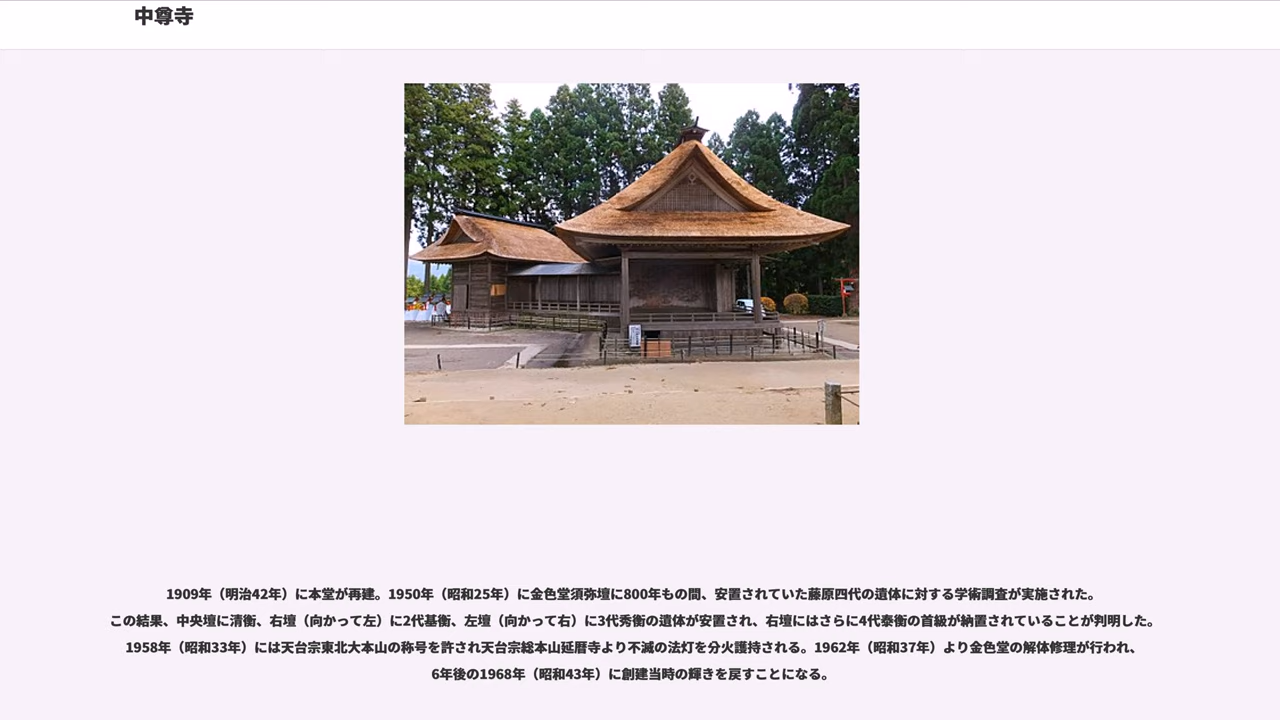 中尊寺
1909年（明治42年）に本堂が再建。1950年（昭和25年）に金色堂須弥壇に800年もの間、安置されていた藤原四代の遺体に対する学術調査が実施された。
この結果、中央壇に清衡、右壇（向かって左）に2代基衡、左壇（向かって右）に3代秀衡の遺体が安置され、右壇にはさらに4代泰衡の首級が納置されていることが判明した。
1958年（昭和33年）には天台宗東北大本山の称号を許され天台宗総本山延暦寺より不滅の法灯を分火護持される。1962年（昭和37年）より金色堂の解体修理が行われ、
6年後の1968年（昭和43年）に創建当時の輝きを戻すことになる。